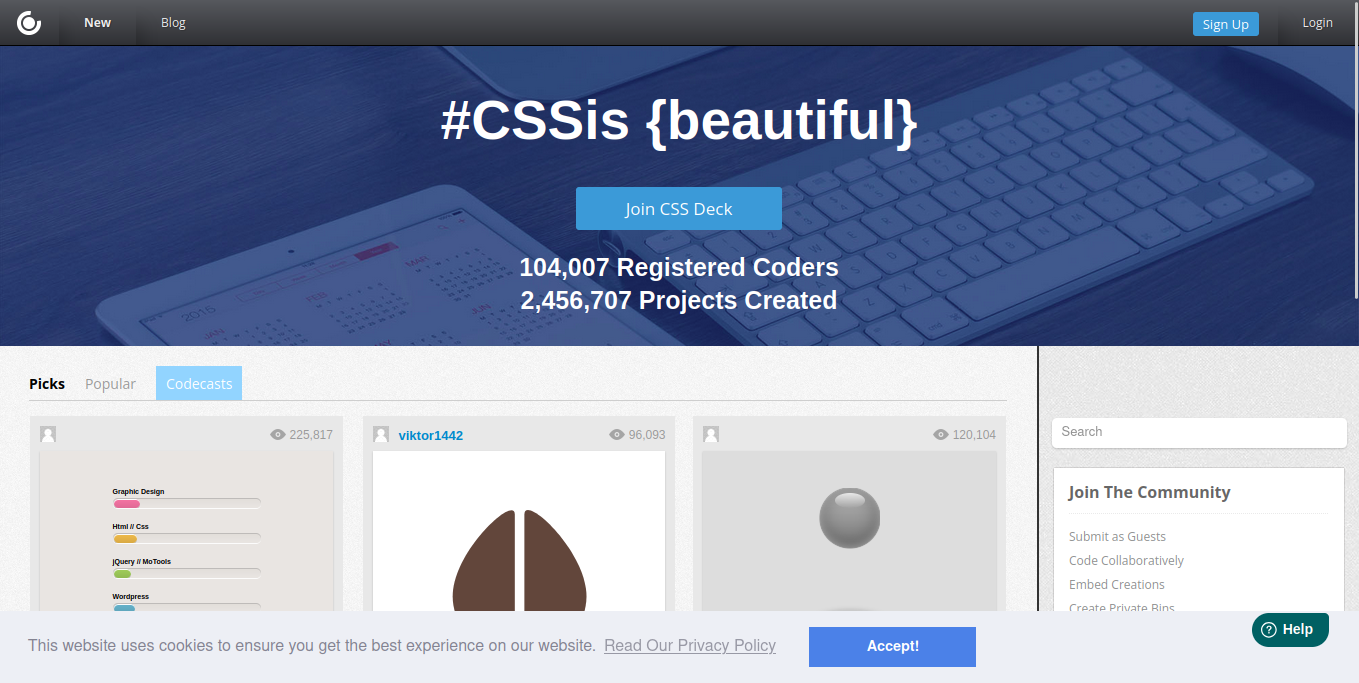 New
Blog
Sign Up
Login
#CSSis {beautiful}
Join CSS Deck
104,007 Registered Coders
2,456,707 Projects Created
Picks
Popular
Codecasts
225,817
viktor1442
96,093
120,104
Graphic Design
Html // Css
jQuery // MoTools
Wordpress
Search
Join The Community
Submit as Guests
Code Collaboratively
Embed Creations
Create Private Bins
This website uses cookies to ensure you get the best experience on our website. Read Our Privacy Policy
Accept!
Help